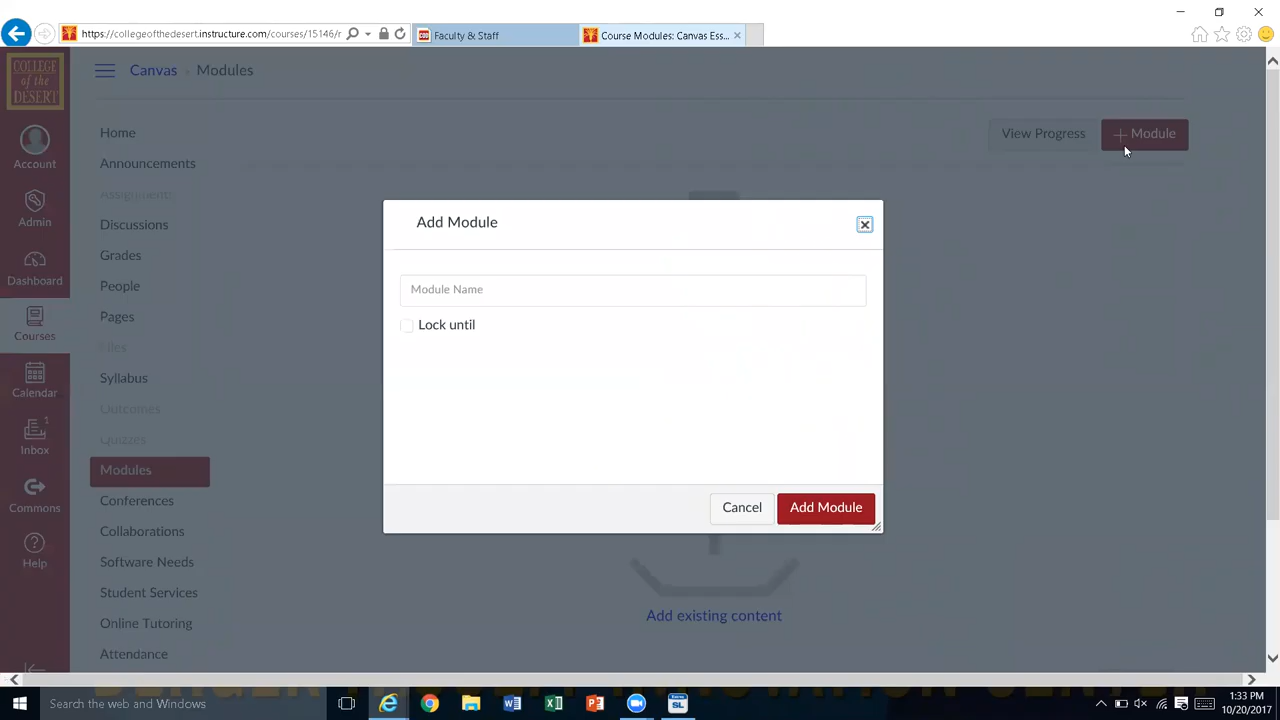 https://collegeofthedesert.instructure.com/courses/15146/r
Faculty & Staff
Course Modules: Canvas Ess...
COLLEGE
of the
DESERT
Canvas
Modules
Account
Admin
Dashboard
Courses
Calendar
1
Inbox
Commons
Help
Home
Announcements
Assignments
Discussions
Grades
People
Pages
Files
Syllabus
Outcomes
Quizzes
Modules
Conferences
Collaborations
Software Needs
Student Services
Online Tutoring
Attendance
View Progress
+ Module
Add Module
Module Name
Lock until
Cancel
Add Module
Add existing content
Search the web and Windows
1:33 PM
10/20/2017